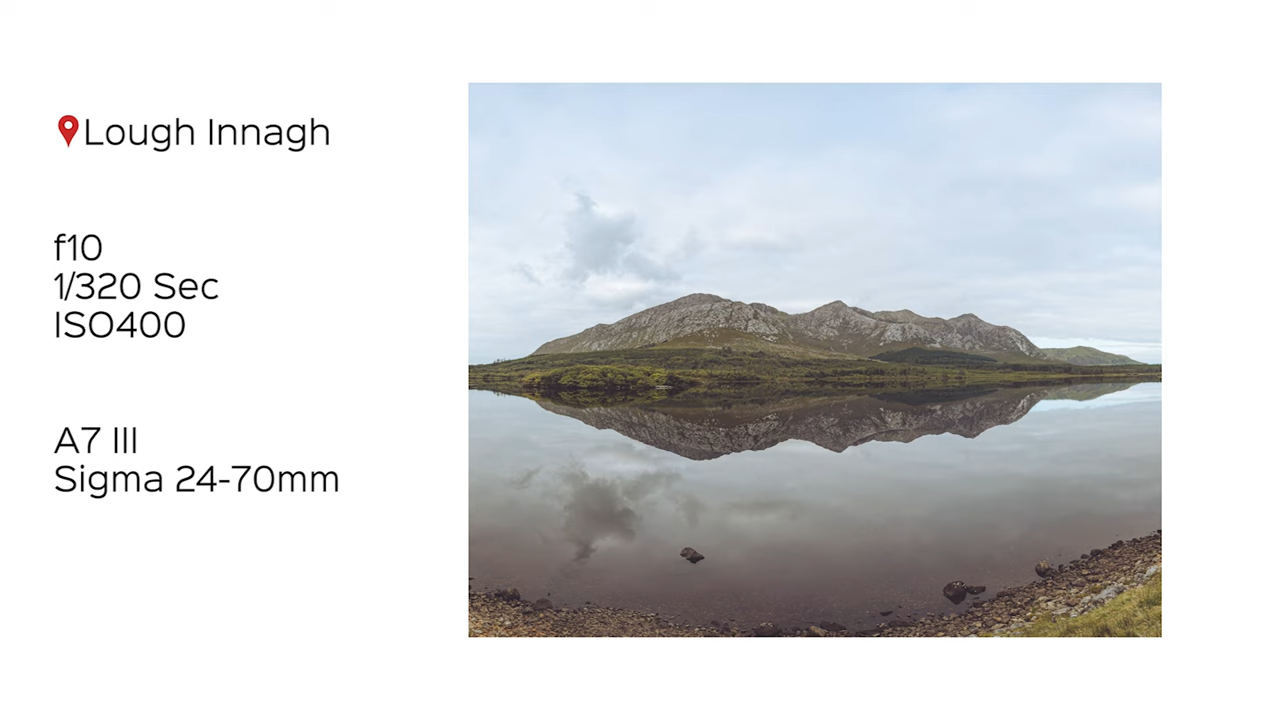 Lough Innagh
f10
1/320 Sec
ISO400
A7 III
Sigma 24-70mm